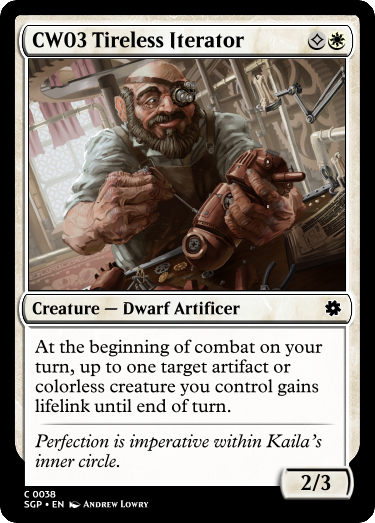 CW03 Tireless Iterator
Creature — Dwarf Artificer
At the beginning of combat on your
turn, up to one target artifact or
colorless creature you control gains
lifelink until end of turn.
Perfection is imperative within Kaila's
inner circle.
2/3
C 0038
SGP • EN Andrew Lowry